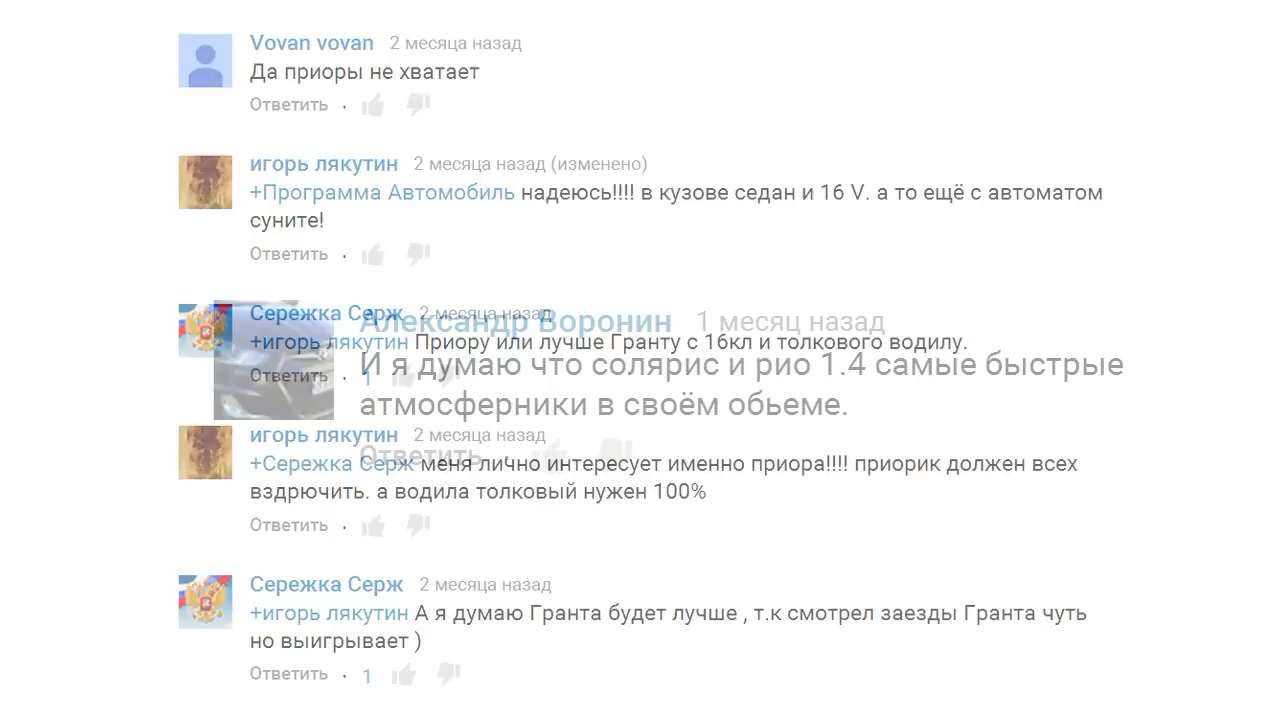 Vovan vovan 2 месяца назад
Да приоры не хватает
Ответить ·
игорь лякутин 2 месяца назад (изменено)
+Программа Автомобиль надеюсь!!!! в кузове седан и 16 V. а то ещё с автоматом
суните!
Ответить ·
Сережка Серж 2 месяца назад
+игорь лякутин Приору или лучше Гранту с 16кл и толкового водилу.
Ответить · 1
Александр Воронин 1 месяц назад
И я думаю что солярис и рио 1.4 самые быстрые
атмосферники в своём обьеме.
Ответить ·
игорь лякутин 2 месяца назад
+Сережка Серж меня лично интересует именно приора!!!! приорик должен всех
вздрючить. а водила толковый нужен 100%
Ответить ·
Сережка Серж 2 месяца назад
+игорь лякутин А я думаю Гранта будет лучше , т.к смотрел заезды Гранта чуть
но выигрывает )
Ответить · 1